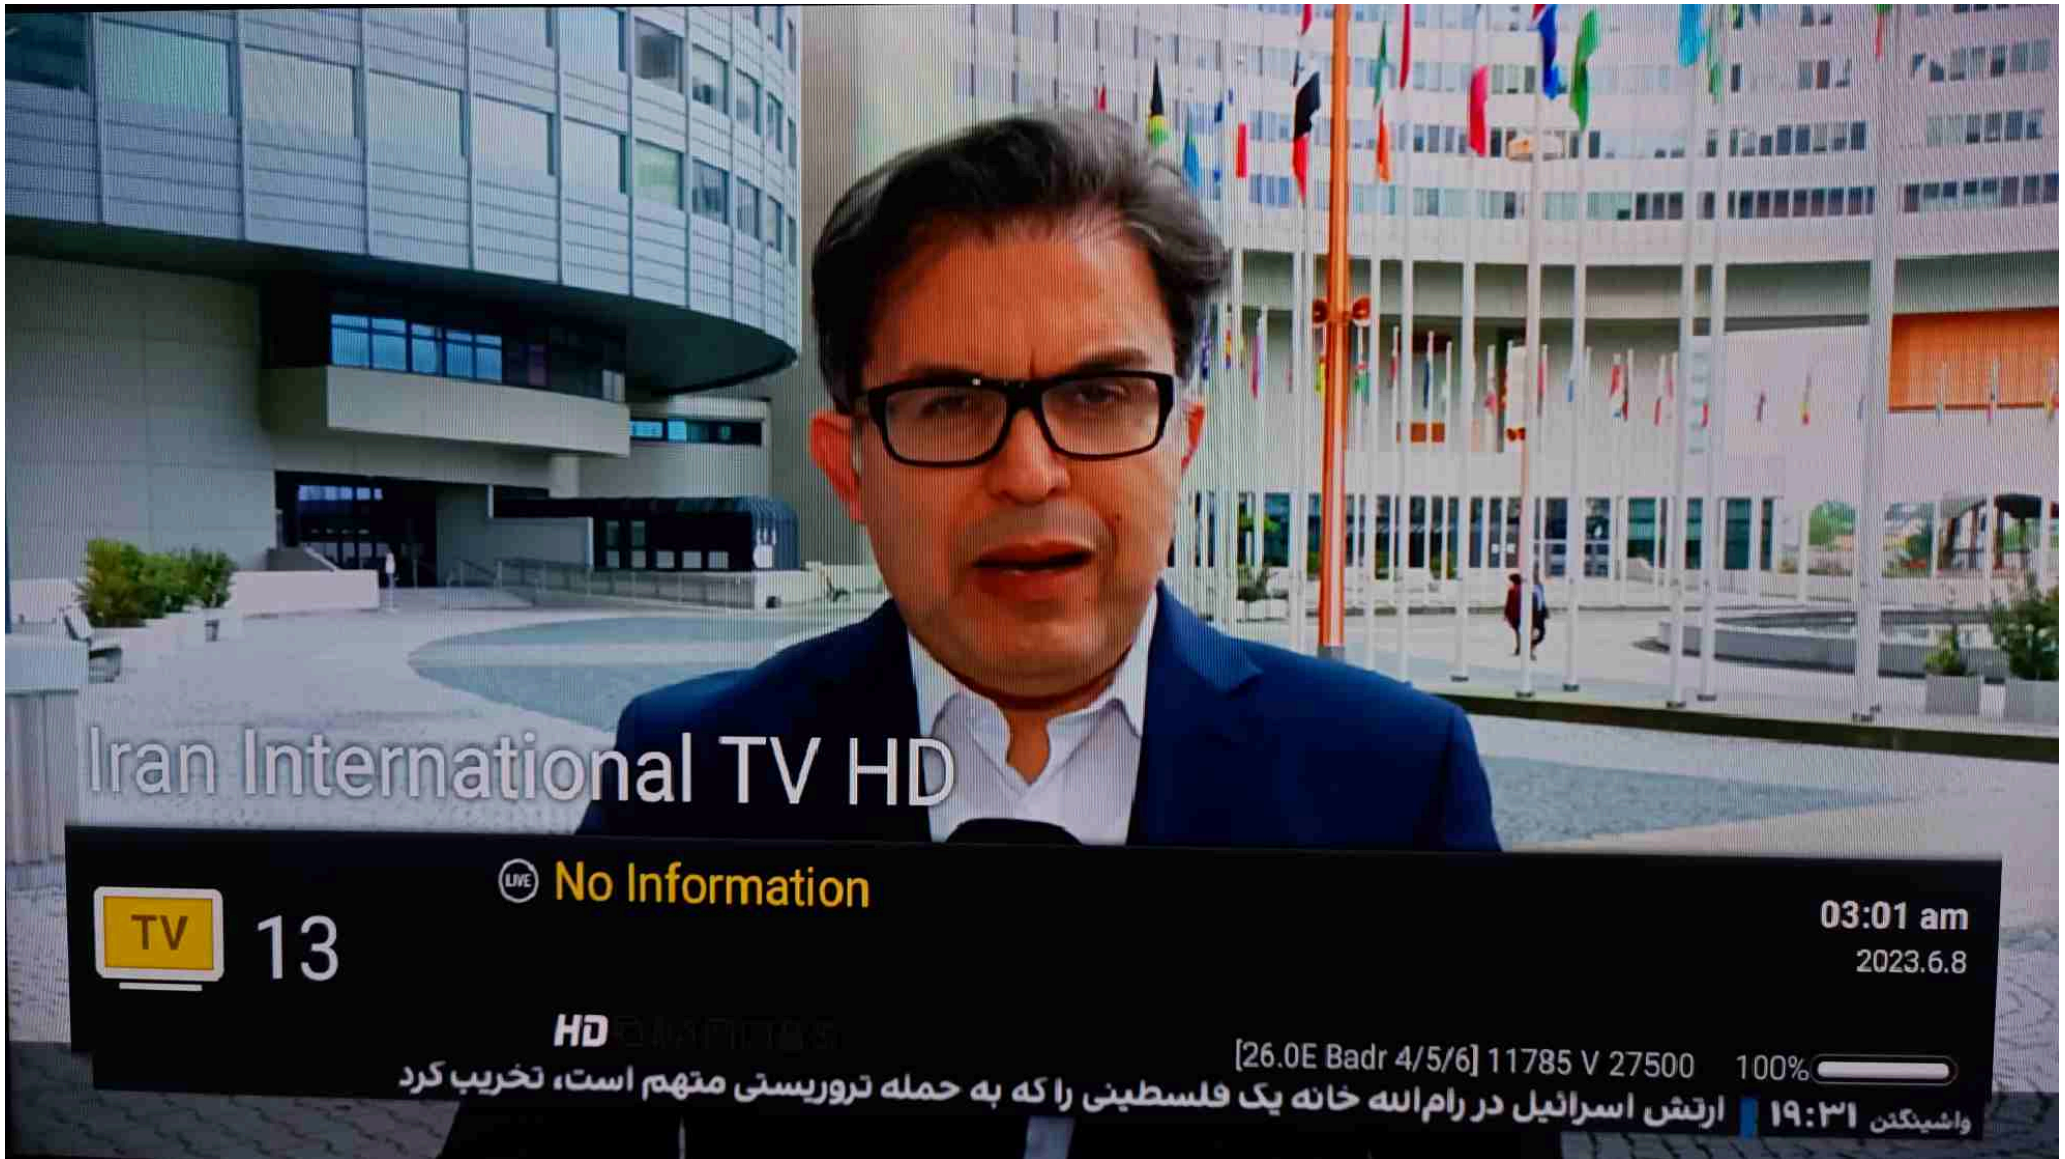 Iran International TV HD
LIVE No Information
TV 13
03:01 am
2023.6.8
HD
[26.0E Badr 4/5/6] 11785 V 27500 100%
ارتش اسرائیل در رام‌الله خانه یک فلسطینی را که به حمله تروریستی متهم است، تخریب کرد
واشینگتن ۱۹:۳۱